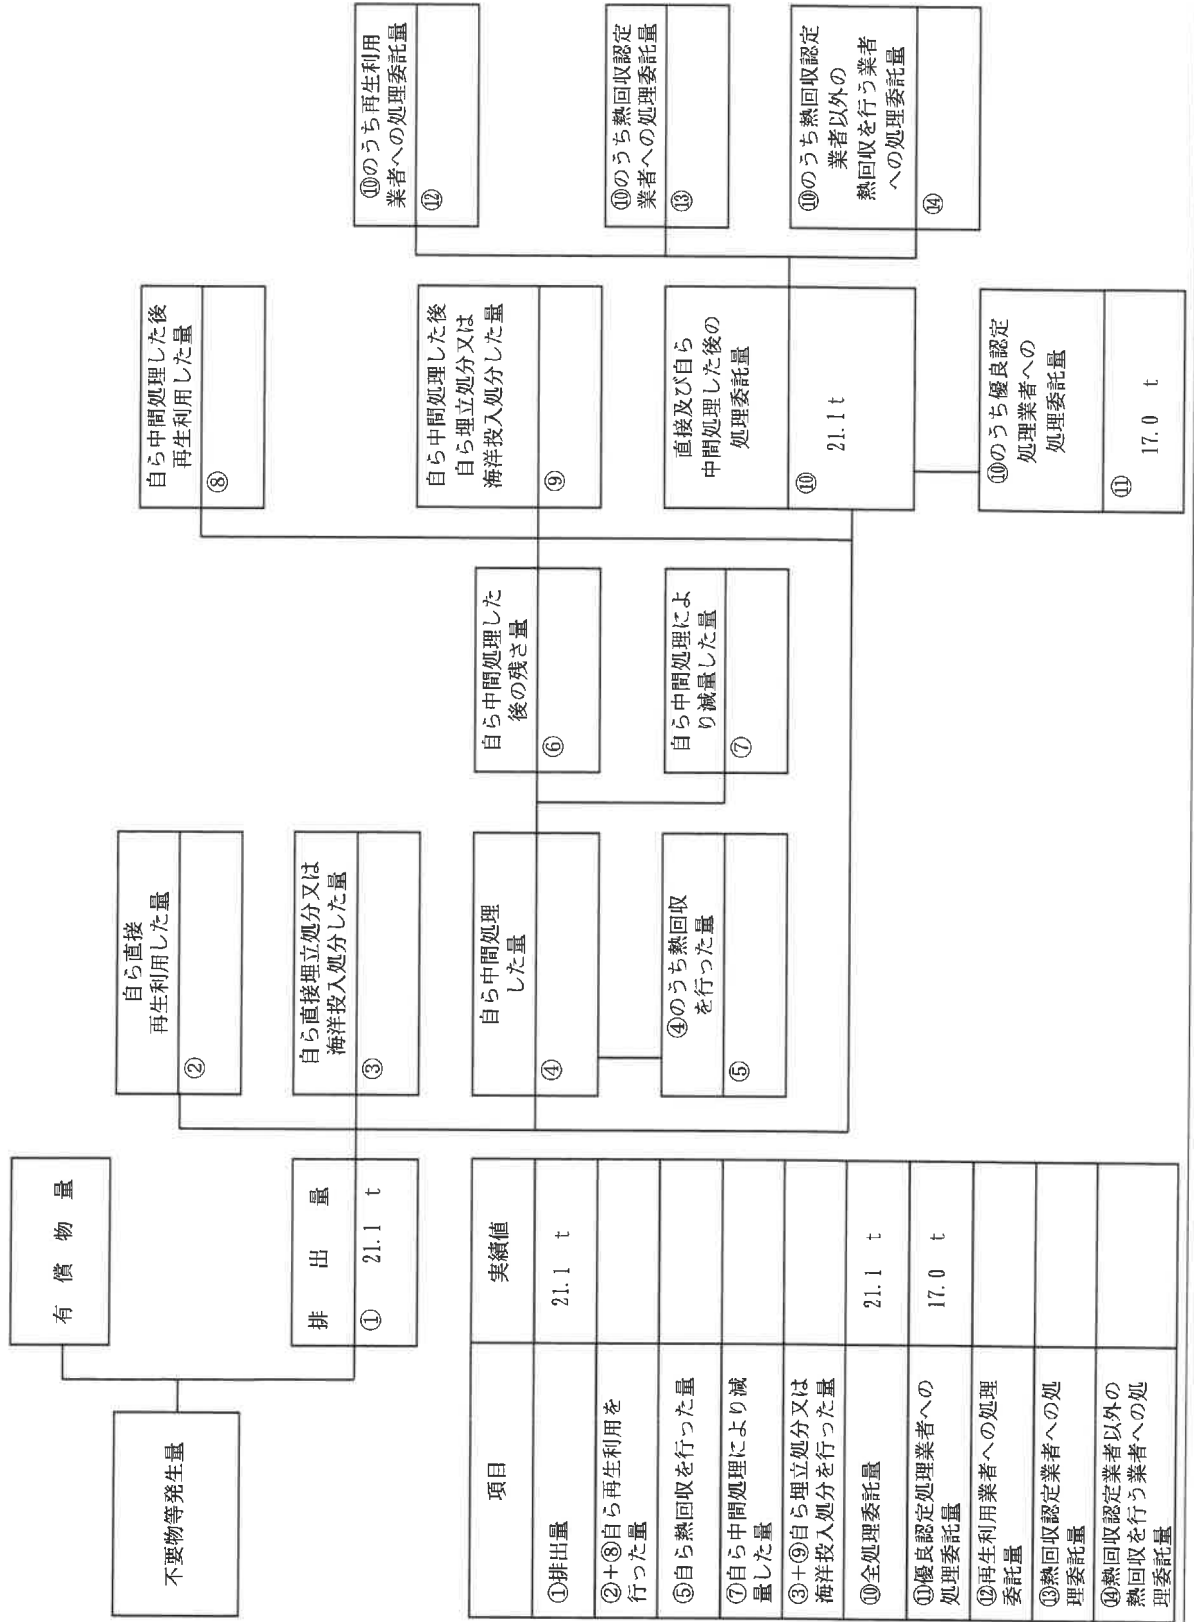 不要物等発生量
有償物量
排出量
① 21.1 t
自ら直接
再生利用した量
②
自ら直接埋立処分又は
海洋投入処分した量
③
自ら中間処理
した量
④
④のうち熱回収
を行った量
⑤
自ら中間処理した
後の残さ量
⑥
自ら中間処理によ
り減量した量
⑦
自ら中間処理した後
再生利用した量
⑧
自ら中間処理した後
自ら埋立処分又は
海洋投入処分した量
⑨
直接及び自ら
中間処理した後の
処理委託量
⑩
21.1t
⑩のうち優良認定
処理業者への
処理委託量
⑪
17.0 t
⑩のうち再生利用
業者への処理委託量
⑫
⑩のうち熱回収認定
業者への処理委託量
⑬
⑩のうち熱回収認定
業者以外の
熱回収を行う業者
への処理委託量
⑭
項目 実績値
①排出量 21.1 t
②+⑧自ら再生利用を
行った量
⑤自ら熱回収を行った量
⑦自ら中間処理により減
量した量
③+⑨自ら埋立処分又は
海洋投入処分を行った量
⑩全処理委託量 21.1 t
⑪優良認定処理業者への
処理委託量 17.0 t
⑫再生利用業者への処理
委託量
⑬熱回収認定業者への処
理委託量
⑭熱回収認定業者以外の
熱回収を行う業者への処
理委託量